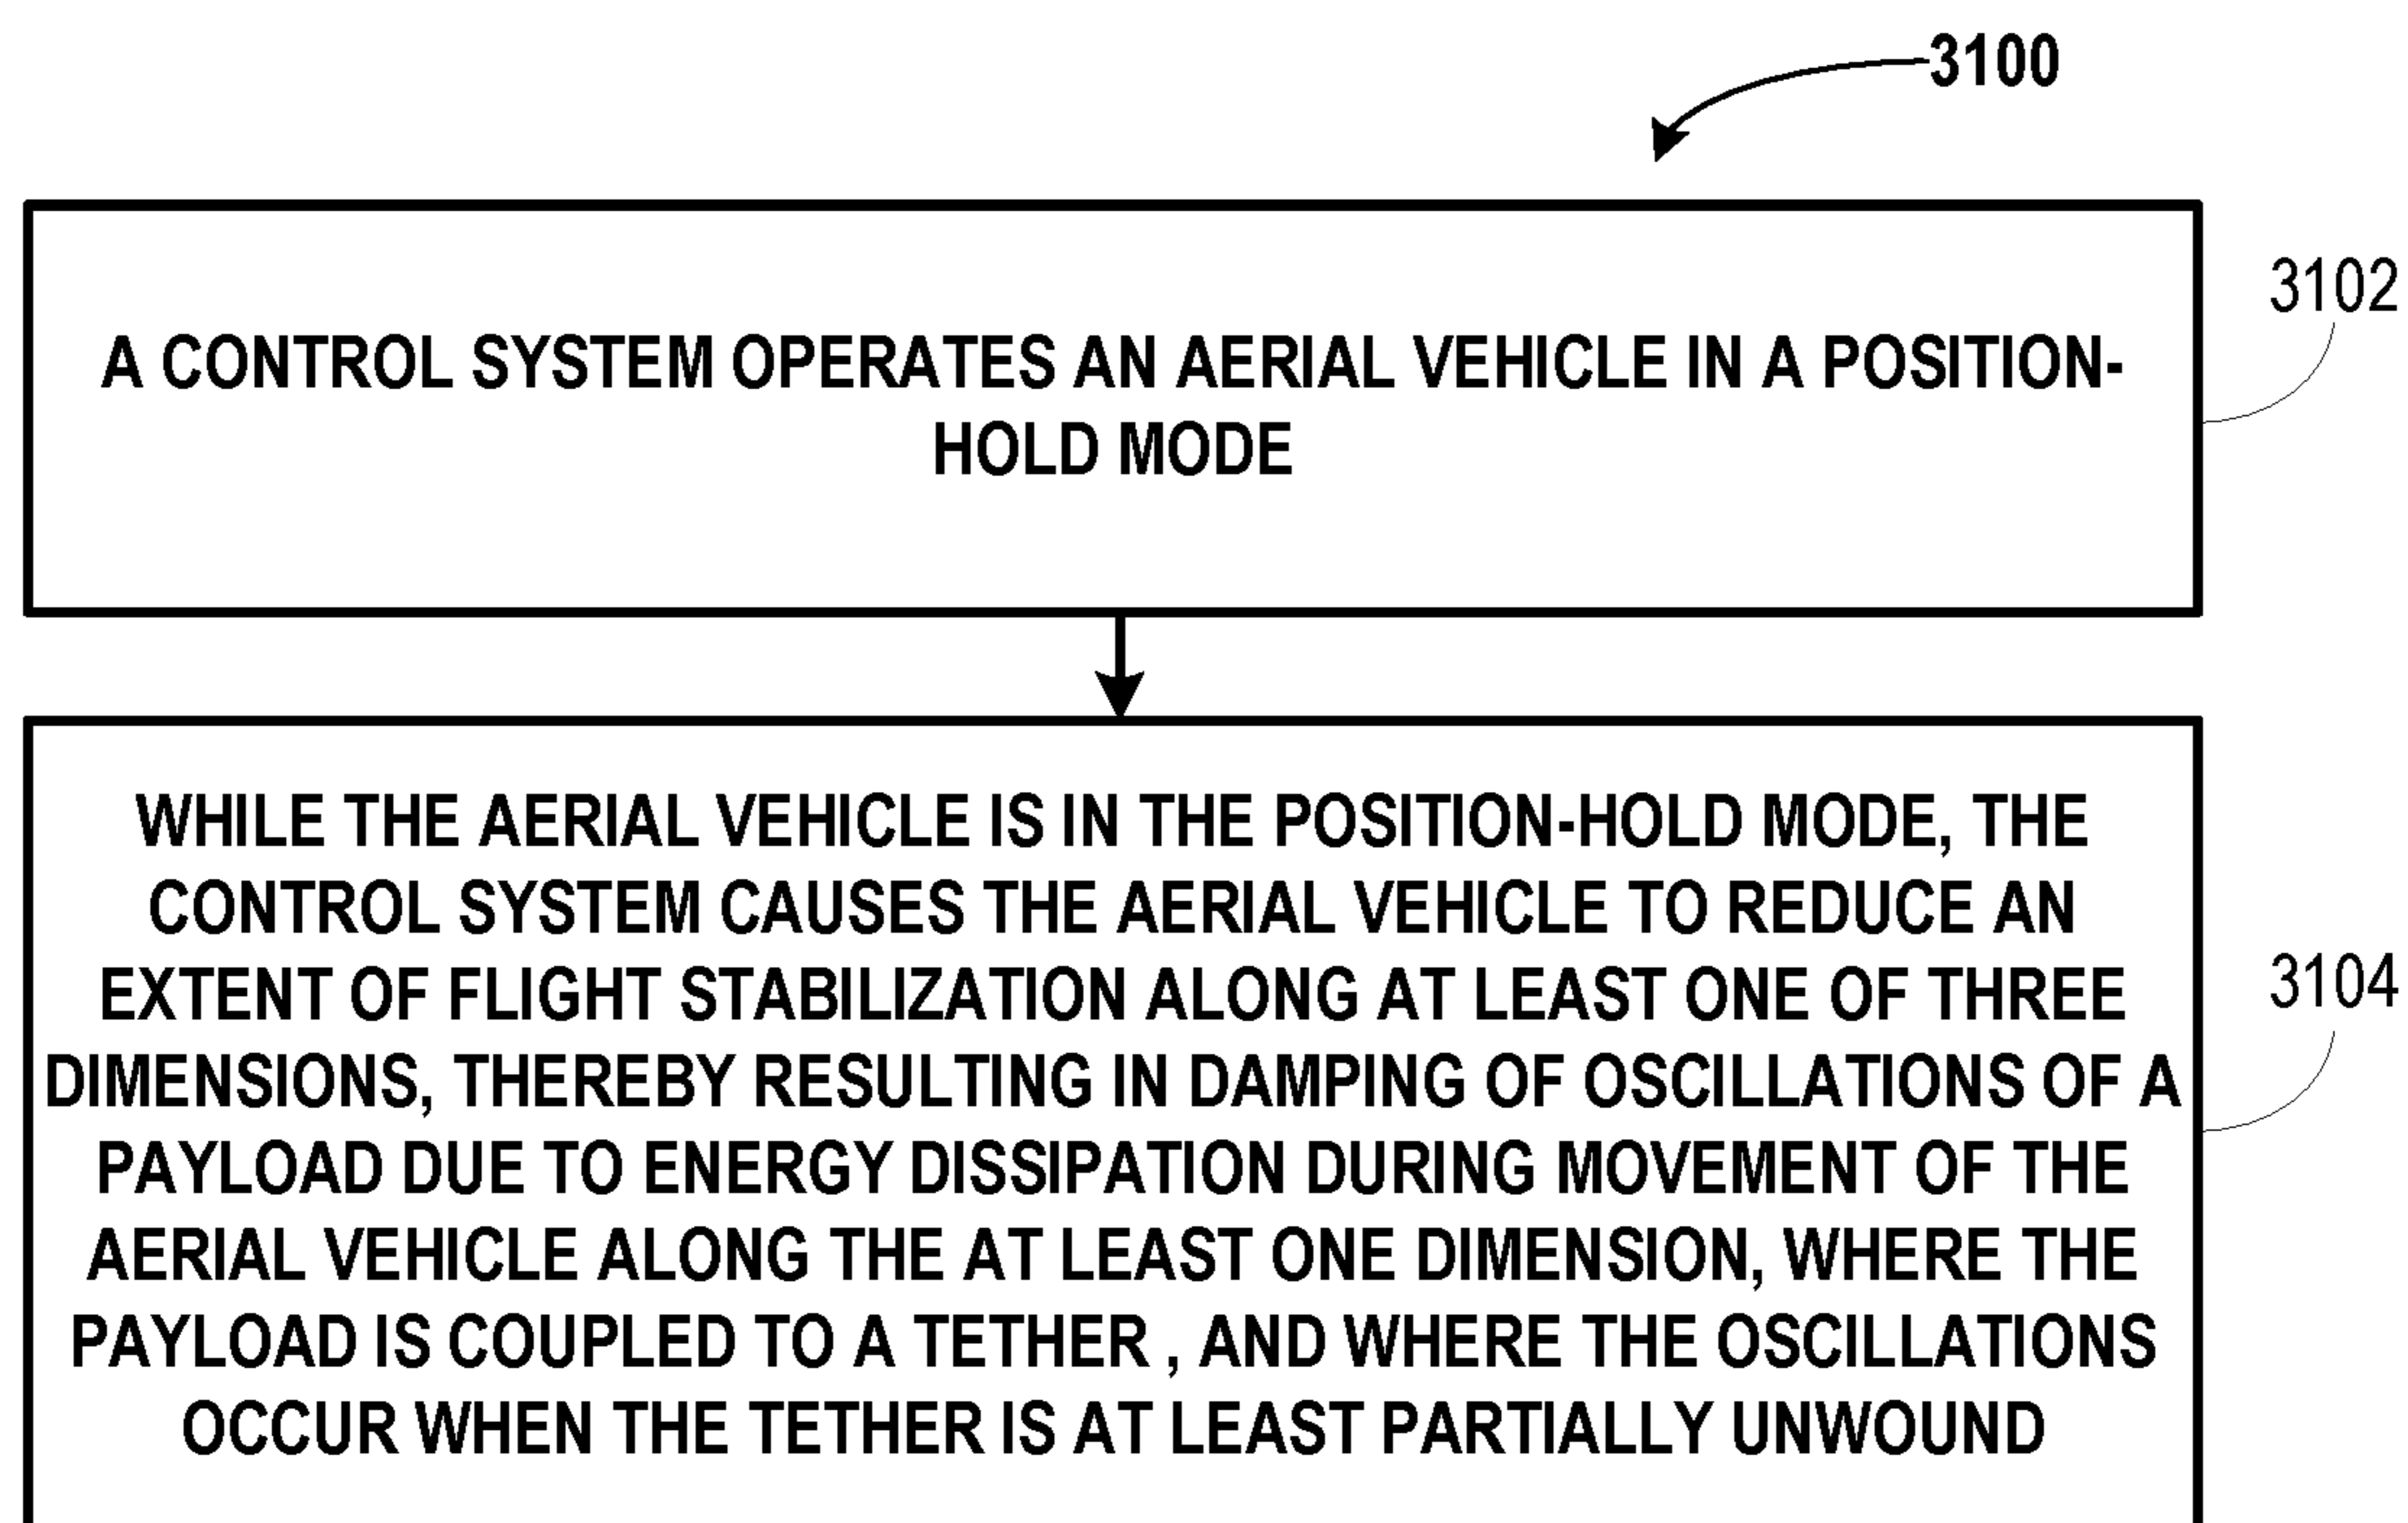 3100
A CONTROL SYSTEM OPERATES AN AERIAL VEHICLE IN A POSITION-
HOLD MODE
3102
WHILE THE AERIAL VEHICLE IS IN THE POSITION-HOLD MODE, THE
CONTROL SYSTEM CAUSES THE AERIAL VEHICLE TO REDUCE AN
EXTENT OF FLIGHT STABILIZATION ALONG AT LEAST ONE OF THREE
DIMENSIONS, THEREBY RESULTING IN DAMPING OF OSCILLATIONS OF A
PAYLOAD DUE TO ENERGY DISSIPATION DURING MOVEMENT OF THE
AERIAL VEHICLE ALONG THE AT LEAST ONE DIMENSION, WHERE THE
PAYLOAD IS COUPLED TO A TETHER , AND WHERE THE OSCILLATIONS
OCCUR WHEN THE TETHER IS AT LEAST PARTIALLY UNWOUND
3104